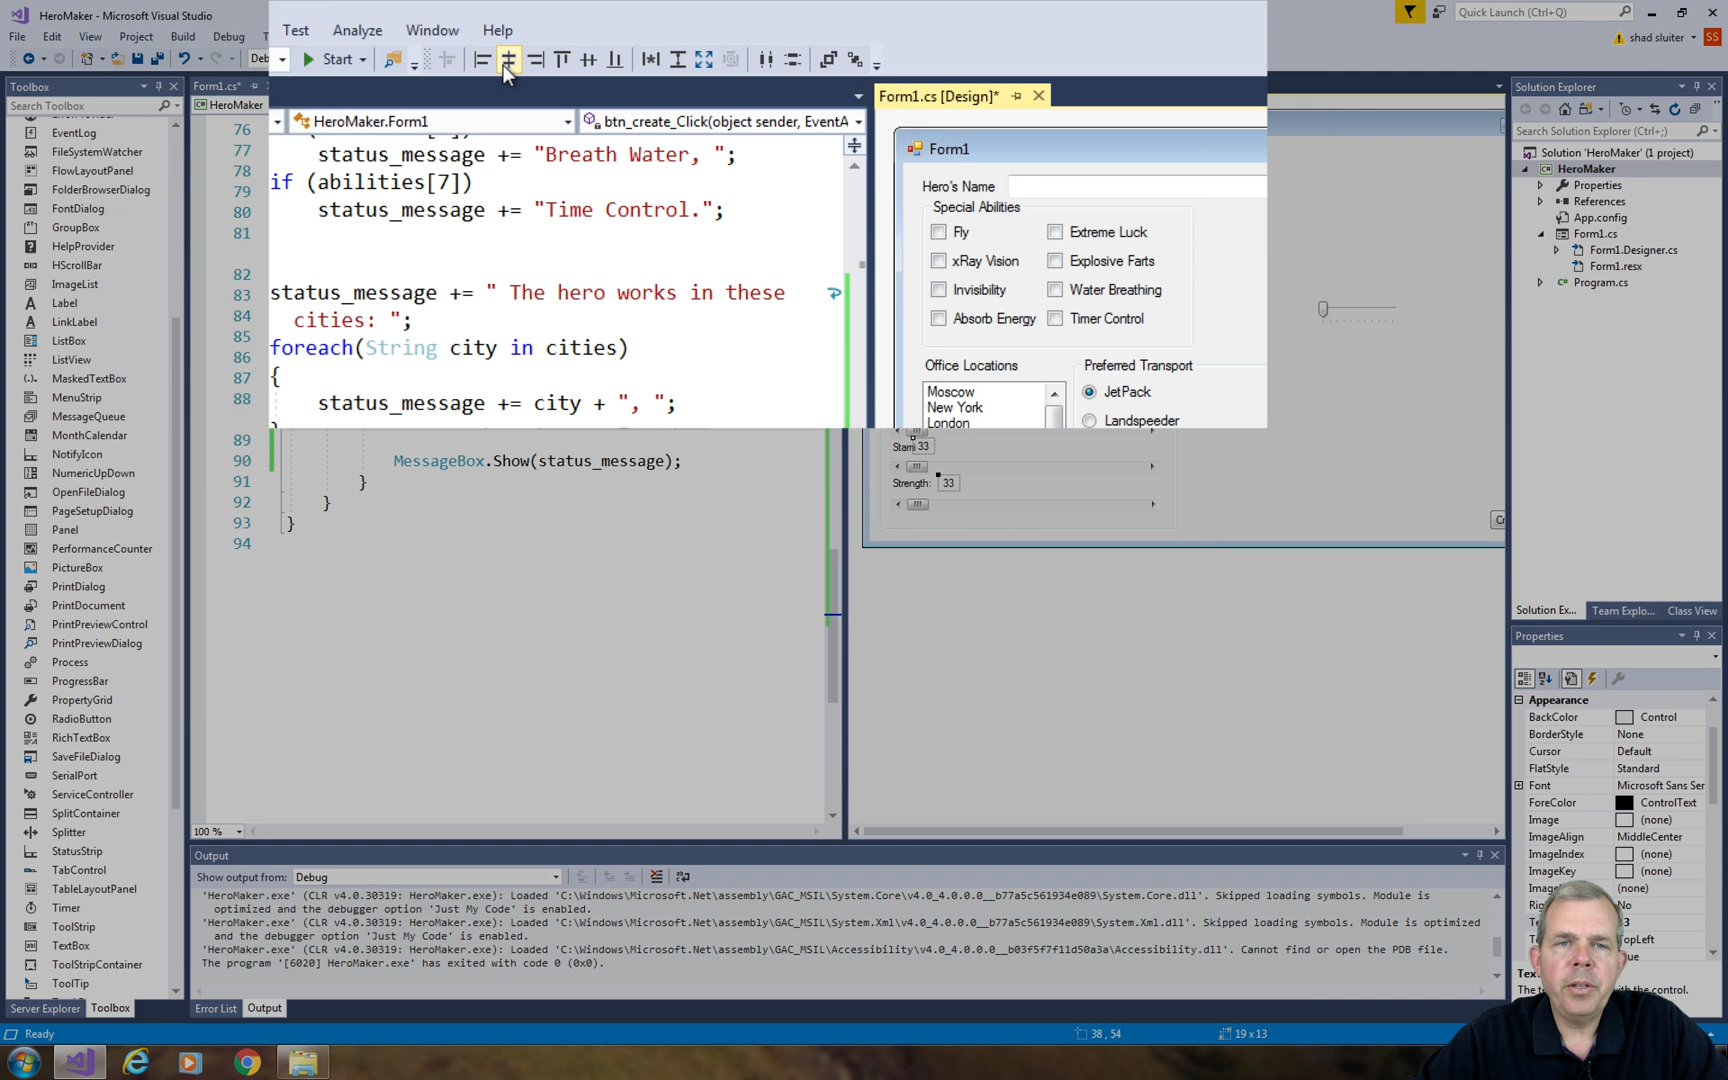 HeroMaker - Microsoft Visual Studio
Quick Launch (Ctrl+Q)
File Edit View Project Build Debug
Test Analyze Window Help
shad sluiter
SS
Deb
Start
Toolbox
Search Toolbox
EventLog
FileSystemWatcher
FlowLayoutPanel
FolderBrowserDialog
FontDialog
GroupBox
HelpProvider
HScrollBar
ImageList
Label
LinkLabel
ListBox
ListView
MaskedTextBox
MenuStrip
MessageQueue
MonthCalendar
NotifyIcon
NumericUpDown
OpenFileDialog
PageSetupDialog
Panel
PerformanceCounter
PictureBox
PrintDialog
PrintDocument
PrintPreviewControl
PrintPreviewDialog
Process
ProgressBar
PropertyGrid
RadioButton
RichTextBox
SaveFileDialog
SerialPort
ServiceController
SplitContainer
Splitter
StatusStrip
TabControl
TableLayoutPanel
Timer
ToolStrip
TextBox
ToolStripContainer
ToolTip
Server Explorer Toolbox
Form1.cs*
HeroMaker
HeroMaker.Form1
btn_create_Click(object sender, EventA
76
77
78
79
80
81
82
83
84
85
86
87
88
89
90
91
92
93
94
status_message += "Breath Water, ";
if (abilities[7])
status_message += "Time Control.";
status_message += " The hero works in these
cities: ";
foreach(String city in cities)
{
status_message += city + ", ";
MessageBox.Show(status_message);
}
}
}
100 %
Form1.cs [Design]*
Form1
Hero's Name
Special Abilities
Fly
Extreme Luck
xRay Vision
Explosive Farts
Invisibility
Water Breathing
Absorb Energy
Timer Control
Office Locations
Preferred Transport
Moscow
New York
London
JetPack
Landspeeder
Stam 33
Strength: 33
Cr
Output
Show output from: Debug
'HeroMaker.exe' (CLR v4.0.30319: HeroMaker.exe): Loaded 'C:\Windows\Microsoft.Net\assembly\GAC_MSIL\System.Core\v4.0_4.0.0.0__b77a5c561934e089\System.Core.dll'. Skipped loading symbols. Module is
optimized and the debugger option 'Just My Code' is enabled.
'HeroMaker.exe' (CLR v4.0.30319: HeroMaker.exe): Loaded 'C:\Windows\Microsoft.Net\assembly\GAC_MSIL\System.Xml\v4.0_4.0.0.0__b77a5c561934e089\System.Xml.dll'. Skipped loading symbols. Module is optimized
and the debugger option 'Just My Code' is enabled.
'HeroMaker.exe' (CLR v4.0.30319: HeroMaker.exe): Loaded 'C:\Windows\Microsoft.Net\assembly\GAC_MSIL\Accessibility\v4.0_4.0.0.0__b03f5f7f11d50a3a\Accessibility.dll'. Cannot find or open the PDB file.
The program '[6020] HeroMaker.exe' has exited with code 0 (0x0).
Error List Output
Solution Explorer
Search Solution Explorer (Ctrl+;)
Solution 'HeroMaker' (1 project)
HeroMaker
Properties
References
App.config
Form1.cs
Form1.Designer.cs
Form1.resx
Program.cs
Solution Ex... Team Explo... Class View
Properties
Appearance
BackColor Control
BorderStyle None
Cursor Default
FlatStyle Standard
Font Microsoft Sans Ser
ForeColor ControlText
Image (none)
ImageAlign MiddleCenter
ImageIndex (none)
ImageKey (none)
(none)
No
Ready
38 , 54
19 x 13